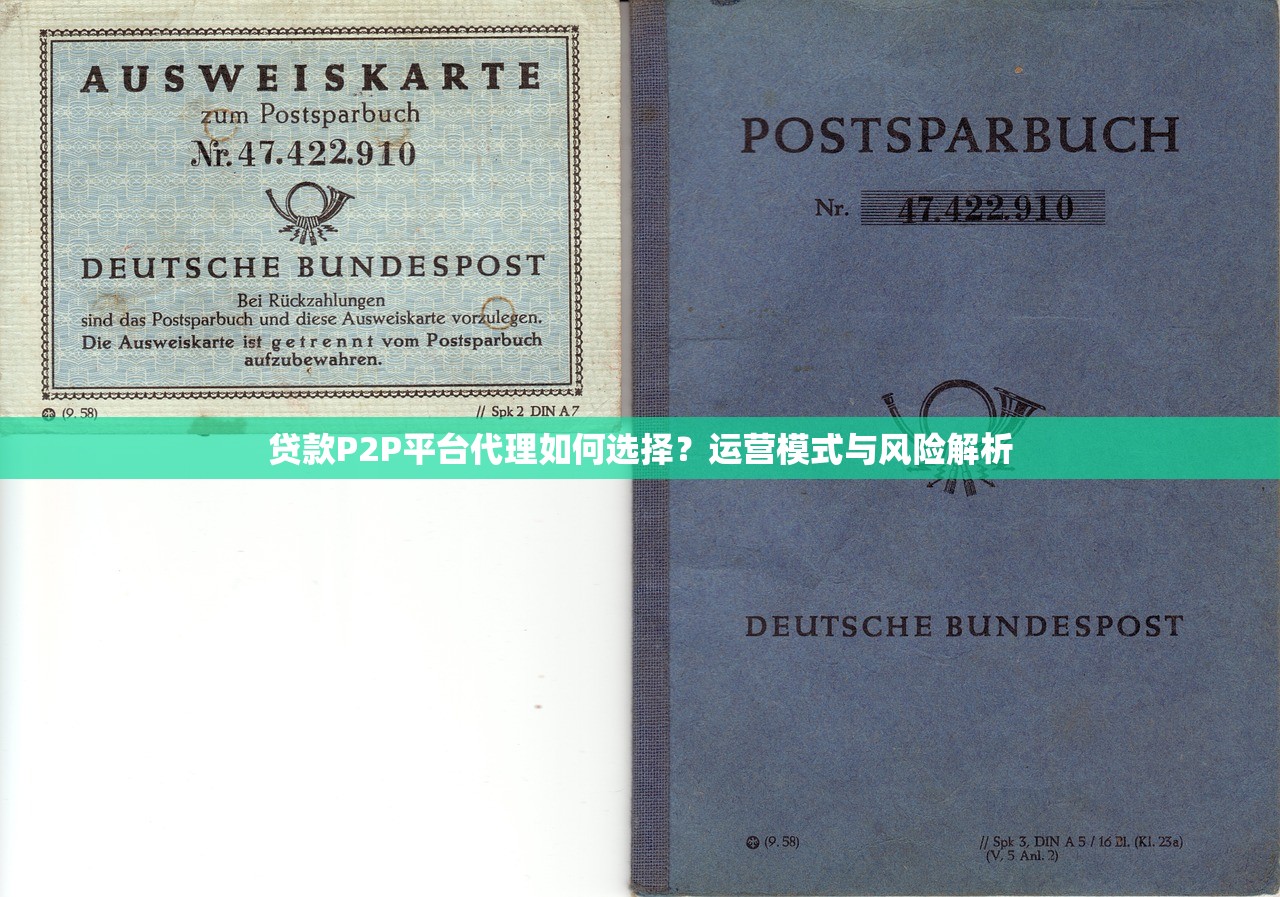 AUSWEISKARTE
zum Postsparbuch
Nr. 47.422.910
DEUTSCHE BUNDESPOST
Bei Rückzahlungen
sind das Postsparbuch und diese Ausweiskarte vorzulegen.
Die Ausweiskarte ist getrennt vom Postsparbuch
aufzubewahren.
(9. 58)
// Spk 2 DIN A 7
POSTSPARBUCH
Nr. 47.422.910
贷款P2P平台代理如何选择？运营模式与风险解析
DEUTSCHE BUNDESPOST
(9. 58)
// Spk 3, DIN A 5 / 16 Bl. (Kl. 23a)
(V, 5 Anl. 2)